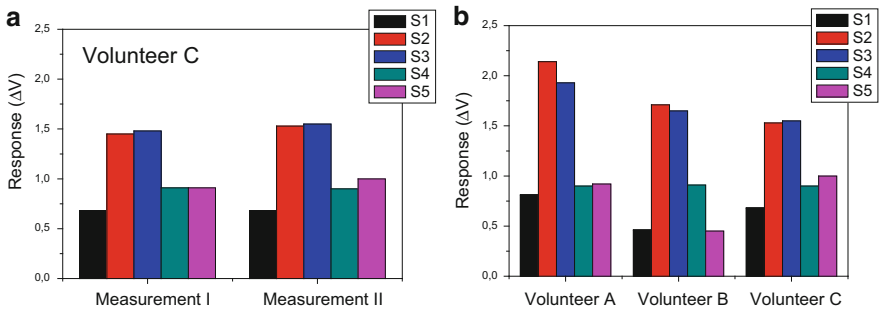 a
Volunteer C
S1
S2
S3
S4
S5
Response (ΔV)
2,5
2,0
1,5
1,0
0,5
0,0
Measurement I
Measurement II
b
S1
S2
S3
S4
S5
Response (ΔV)
2,5
2,0
1,5
1,0
0,5
0,0
Volunteer A
Volunteer B
Volunteer C